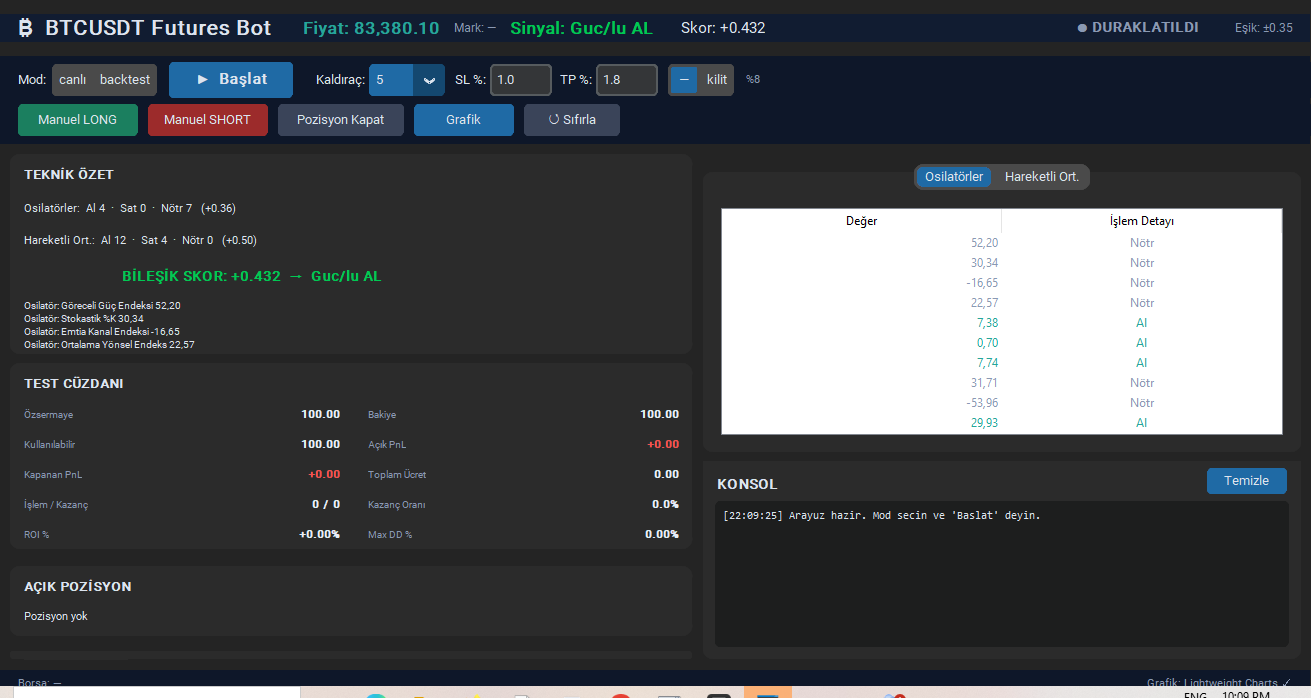 ₿ BTCUSDT Futures Bot Fiyat: 83,380.10 Mark: — Sinyal: Guc/lu AL Skor: +0.432 ● DURAKLATILDI Eşik: ±0.35
Mod: canlı backtest ► Başlat Kaldıraç: 5 SL %: 1.0 TP %: 1.8 — kilit %8
Manuel LONG Manuel SHORT Pozisyon Kapat Grafik ↺ Sıfırla
TEKNİK ÖZET
Osilatörler: Al 4 · Sat 0 · Nötr 7 (+0.36)
Hareketli Ort.: Al 12 · Sat 4 · Nötr 0 (+0.50)
BİLEŞİK SKOR: +0.432 → Guc/lu AL
Osilatör: Göreceli Güç Endeksi 52,20
Osilatör: Stokastik %K 30,34
Osilatör: Emtia Kanal Endeksi -16,65
Osilatör: Ortalama Yönsel Endeks 22,57
TEST CÜZDANI
Özsermaye 100.00 Bakiye 100.00
Kullanılabilir 100.00 Açık PnL +0.00
Kapanan PnL +0.00 Toplam Ücret 0.00
İşlem / Kazanç 0 / 0 Kazanç Oranı 0.0%
ROI % +0.00% Max DD % 0.00%
AÇIK POZİSYON
Pozisyon yok
Osilatörler Hareketli Ort.
Değer İşlem Detayı
52,20 Nötr
30,34 Nötr
-16,65 Nötr
22,57 Nötr
7,38 Al
0,70 Al
7,74 Al
31,71 Nötr
-53,96 Nötr
29,93 Al
KONSOL Temizle
[22:09:25] Arayuz hazir. Mod secin ve 'Baslat' deyin.
Borsa: — Grafik: Lightweight Charts ✓
ENG 10:09 PM